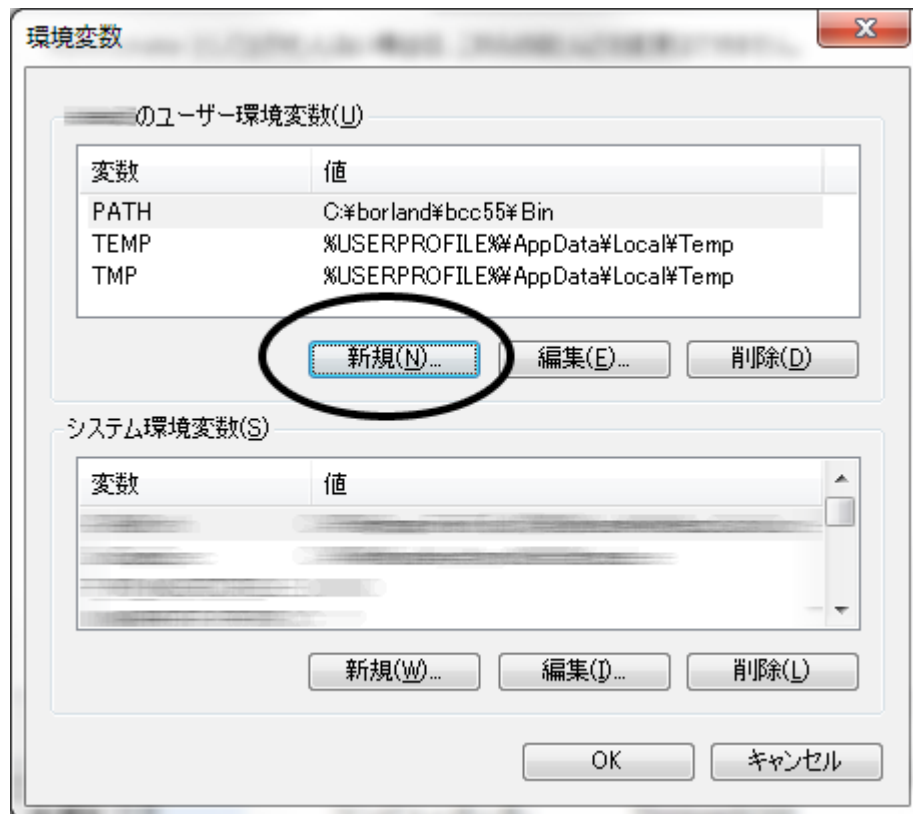 環境変数
のユーザー環境変数(U)
変数 値
PATH C:¥borland¥bcc55¥Bin
TEMP %USERPROFILE%¥AppData¥Local¥Temp
TMP %USERPROFILE%¥AppData¥Local¥Temp
新規(N)... 編集(E)... 削除(D)
システム環境変数(S)
変数 値
新規(W)... 編集(I)... 削除(L)
OK キャンセル